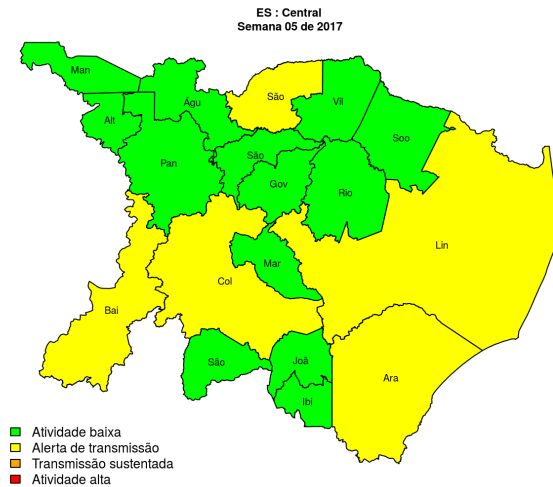 ES : Central
Semana 05 de 2017
Man
Águ
São
Vil
Alt
Soo
Pan
São
Gov
Rio
Lin
Mar
Col
Bai
São
Joã
Ara
Ibi
Atividade baixa
Alerta de transmissão
Transmissão sustentada
Atividade alta